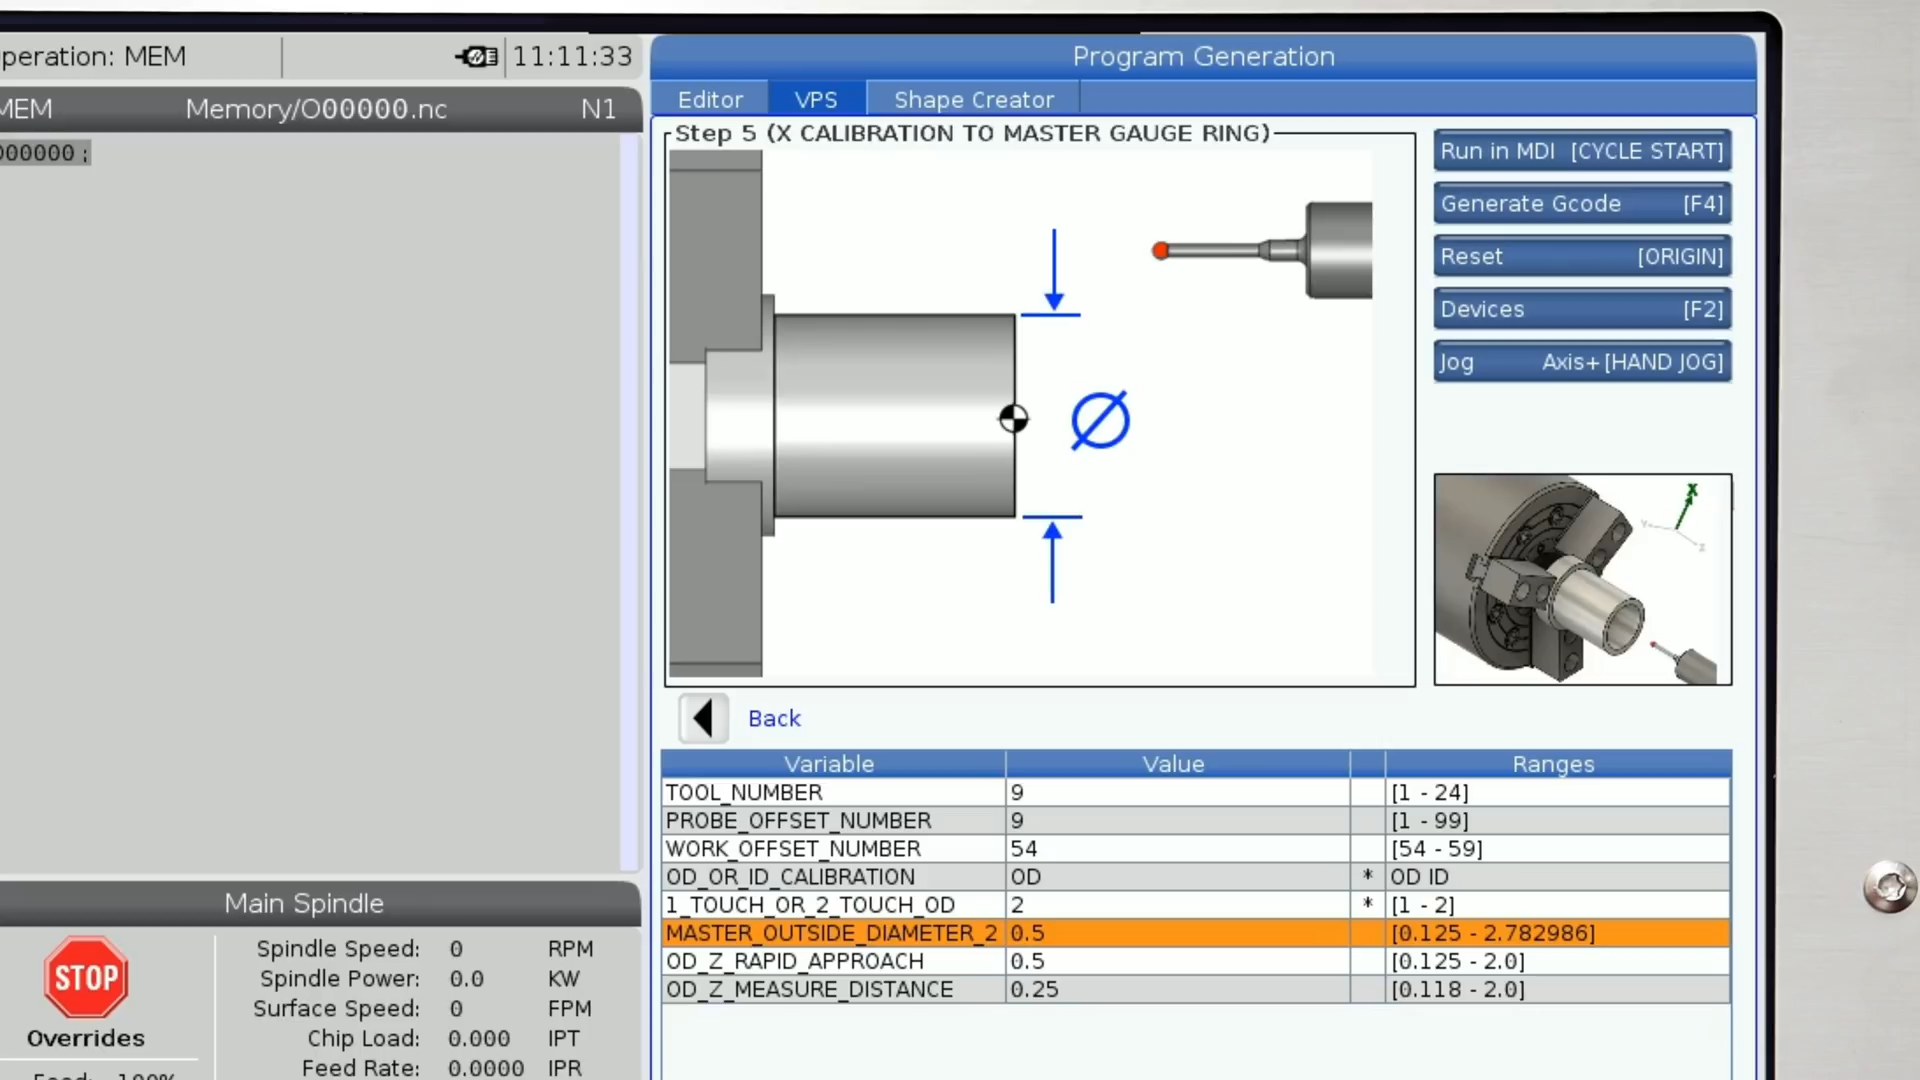 peration: MEM
11:11:33
MEM
Memory/O00000.nc
N1
O00000 ;
Main Spindle
STOP
Overrides
Spindle Speed: 0 RPM
Spindle Power: 0.0 KW
Surface Speed: 0 FPM
Chip Load: 0.000 IPT
Feed Rate: 0.0000 IPR
Program Generation
Editor
VPS
Shape Creator
Step 5 (X CALIBRATION TO MASTER GAUGE RING)
Ø
Run in MDI [CYCLE START]
Generate Gcode [F4]
Reset [ORIGIN]
Devices [F2]
Jog Axis+[HAND JOG]
X
Y
Z
Back
Variable Value Ranges
TOOL_NUMBER 9 [1 - 24]
PROBE_OFFSET_NUMBER 9 [1 - 99]
WORK_OFFSET_NUMBER 54 [54 - 59]
OD_OR_ID_CALIBRATION OD * OD ID
1_TOUCH_OR_2_TOUCH_OD 2 * [1 - 2]
MASTER_OUTSIDE_DIAMETER_2 0.5 [0.125 - 2.782986]
OD_Z_RAPID_APPROACH 0.5 [0.125 - 2.0]
OD_Z_MEASURE_DISTANCE 0.25 [0.118 - 2.0]